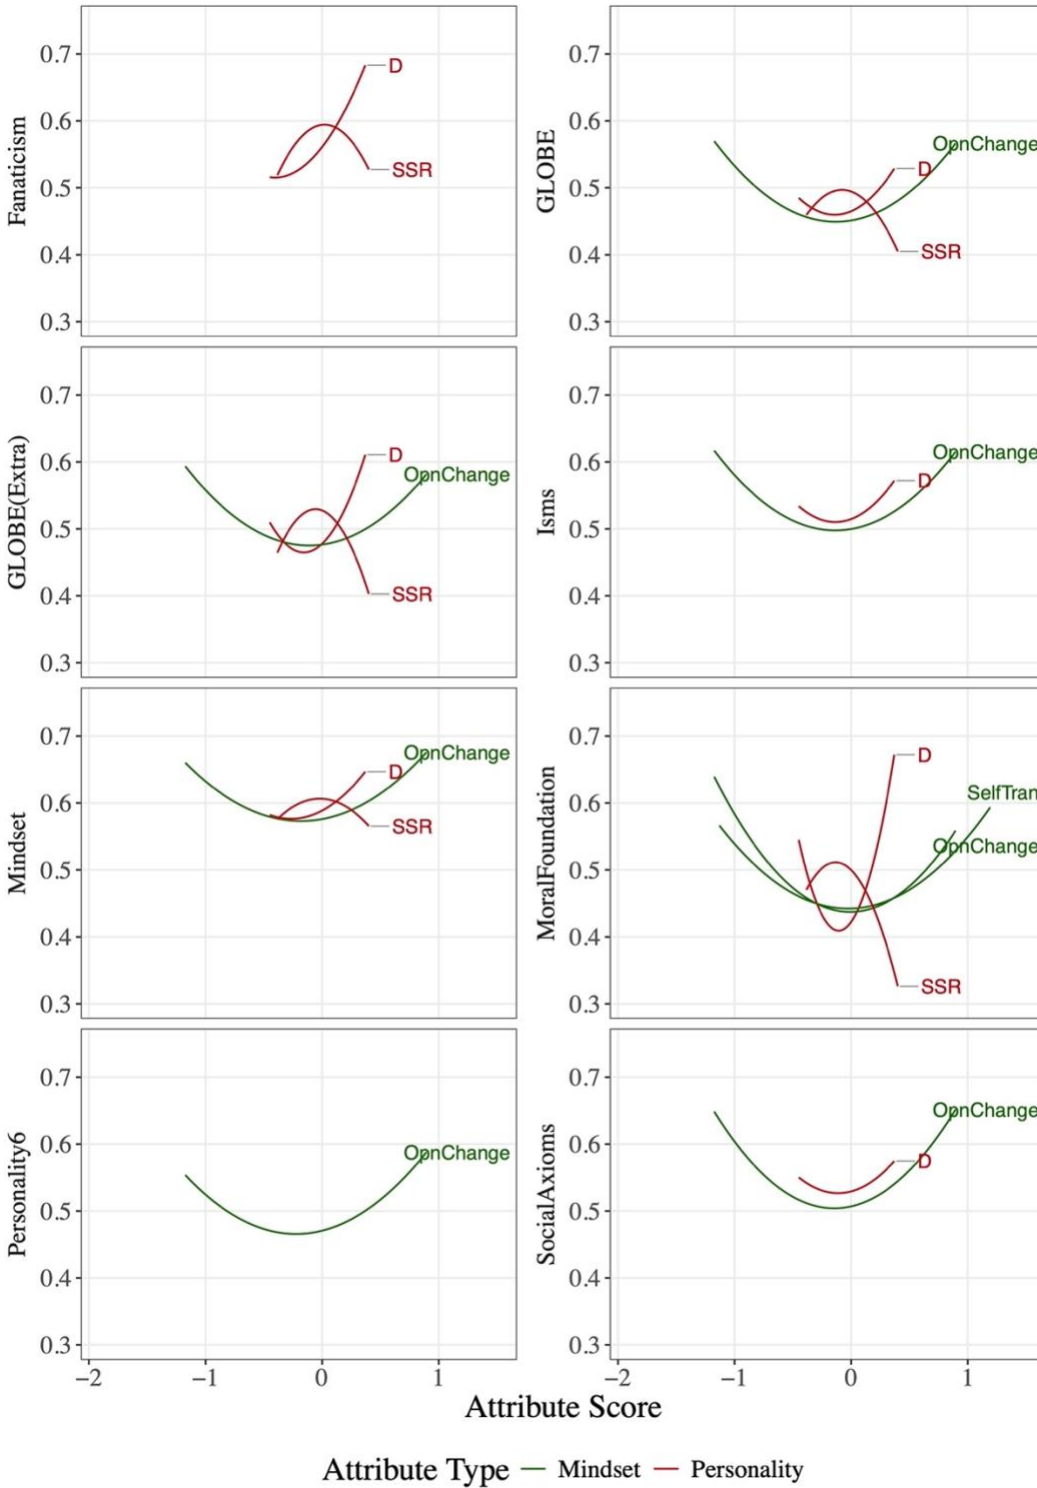 Fanaticism
0.7
0.6
0.5
0.4
0.3
D
SSR
GLOBE
0.7
0.6
0.5
0.4
0.3
OpnChange
D
SSR
GLOBE(Extra)
0.7
0.6
0.5
0.4
0.3
D
OpnChange
SSR
Isms
0.7
0.6
0.5
0.4
0.3
OpnChange
D
Mindset
0.7
0.6
0.5
0.4
0.3
OpnChange
D
SSR
MoralFoundation
0.7
0.6
0.5
0.4
0.3
D
SelfTran
OpnChange
SSR
Personality6
0.7
0.6
0.5
0.4
0.3
OpnChange
SocialAxioms
0.7
0.6
0.5
0.4
0.3
OpnChange
D
−2 −1 0 1 −2 −1 0 1
Attribute Score
Attribute Type Mindset Personality